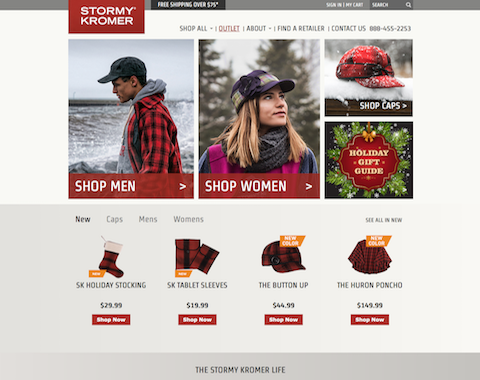 STORMY®
KROMER
FREE SHIPPING OVER $75*
SIGN IN | MY CART
SEARCH
SHOP ALL | OUTLET | ABOUT | FIND A RETAILER | CONTACT US 888-455-2253
SHOP MEN >
SHOP WOMEN >
SHOP CAPS >
HOLIDAY
GIFT
GUIDE
New Caps Mens Womens
SEE ALL IN NEW
NEW
NEW
NEW
COLOR
NEW
COLOR
SK HOLIDAY STOCKING
SK TABLET SLEEVES
THE BUTTON UP
THE HURON PONCHO
$29.99
$19.99
$44.99
$149.99
Shop Now
Shop Now
Shop Now
Shop Now
THE STORMY KROMER LIFE